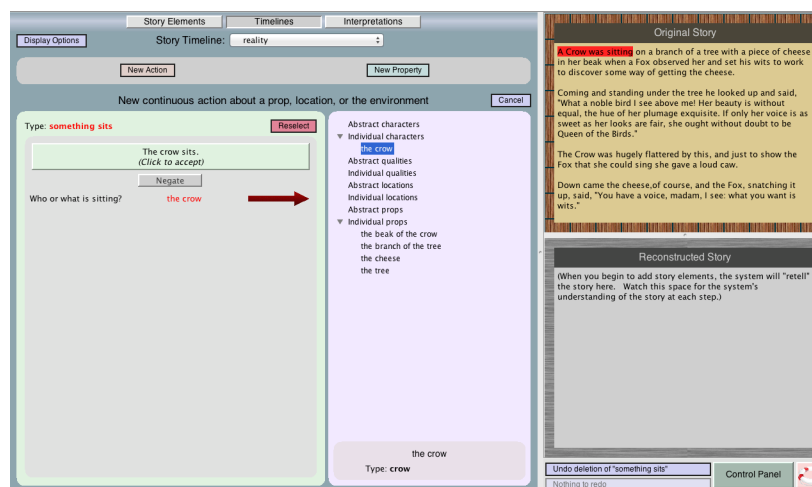 Story Elements
Timelines
Interpretations
Display Options
Story Timeline:
reality
New Action
New Property
New continuous action about a prop, location, or the environment
Cancel
Type: something sits
Reselect
The crow sits.
(Click to accept)
Negate
Who or what is sitting?
the crow
Abstract characters
Individual characters
the crow
Abstract qualities
Individual qualities
Abstract locations
Individual locations
Abstract props
Individual props
the beak of the crow
the branch of the tree
the cheese
the tree
the crow
Type: crow
Original Story
A Crow was sitting on a branch of a tree with a piece of cheese
in her beak when a Fox observed her and set his wits to work
to discover some way of getting the cheese.
Coming and standing under the tree he looked up and said,
"What a noble bird I see above me! Her beauty is without
equal, the hue of her plumage exquisite. If only her voice is as
sweet as her looks are fair, she ought without doubt to be
Queen of the Birds."
The Crow was hugely flattered by this, and just to show the
Fox that she could sing she gave a loud caw.
Down came the cheese,of course, and the Fox, snatching it
up, said, "You have a voice, madam, I see: what you want is
wits."
Reconstructed Story
(When you begin to add story elements, the system will "retell"
the story here. Watch this space for the system's
understanding of the story at each step.)
Undo deletion of "something sits"
Nothing to redo
Control Panel